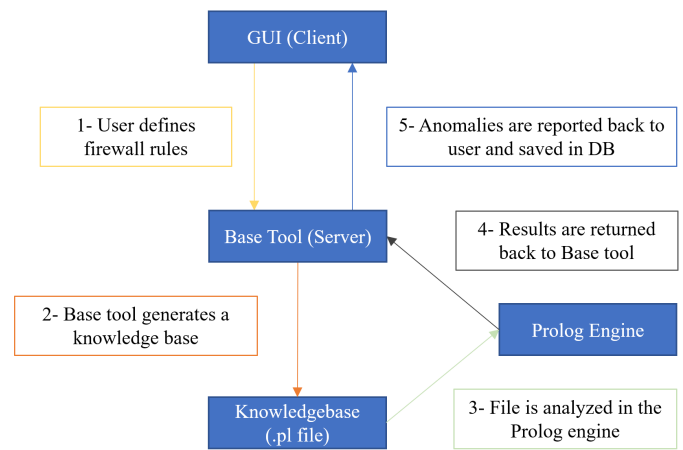 GUI (Client)
1- User defines
firewall rules
5- Anomalies are reported back to
user and saved in DB
Base Tool (Server)
4- Results are returned
back to Base tool
2- Base tool generates a
knowledge base
Prolog Engine
Knowledgebase
(.pl file)
3- File is analyzed in the
Prolog engine